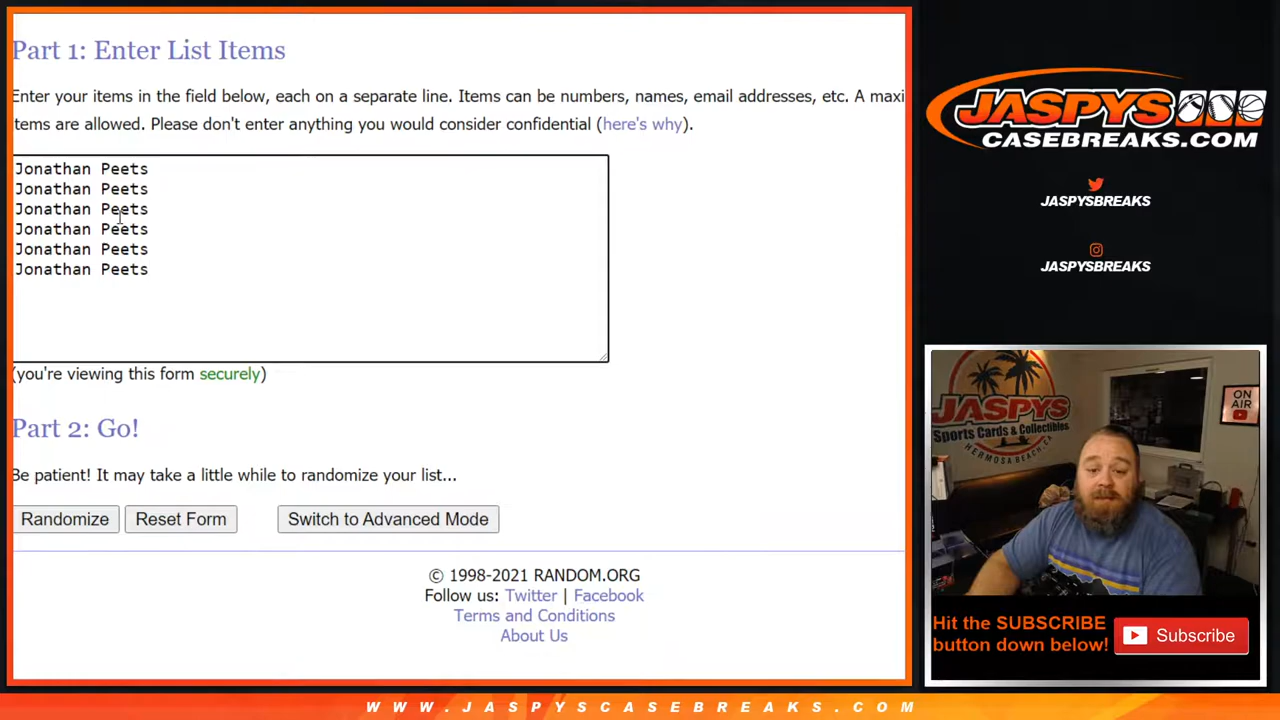 Part 1: Enter List Items
Enter your items in the field below, each on a separate line. Items can be numbers, names, email addresses, etc. A maxi
items are allowed. Please don't enter anything you would consider confidential (here's why).
Jonathan Peets
Jonathan Peets
Jonathan Peets
Jonathan Peets
Jonathan Peets
Jonathan Peets
(you're viewing this form securely)
Part 2: Go!
Be patient! It may take a little while to randomize your list...
Randomize
Reset Form
Switch to Advanced Mode
© 1998-2021 RANDOM.ORG
Follow us: Twitter | Facebook
Terms and Conditions
About Us
JASPYS
CASEBREAKS.COM
JASPYSBREAKS
JASPYSBREAKS
JASPYS
Sports Cards & Collectibles
HERMOSA BEACH, CA
ON AIR
Hit the SUBSCRIBE
button down below!
Subscribe
WWW.JASPYSCASEBREAKS.COM